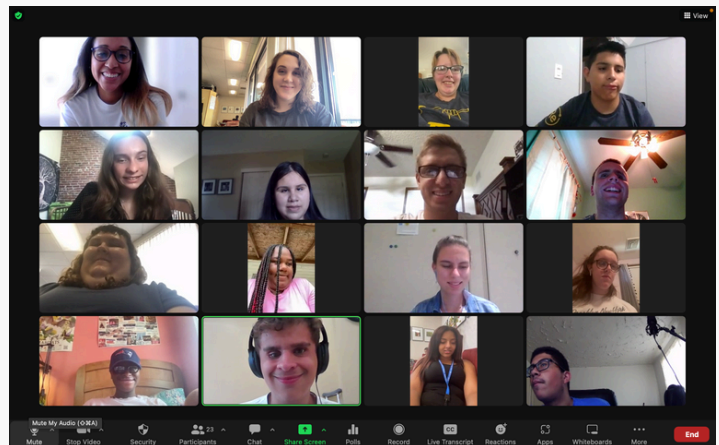 View
Mute My Audio (⇧⌘A)
23
CC
Mute
Stop Video
Security
Participants
Chat
Share Screen
Polls
Record
Live Transcript
Reactions
Apps
Whiteboards
More
End